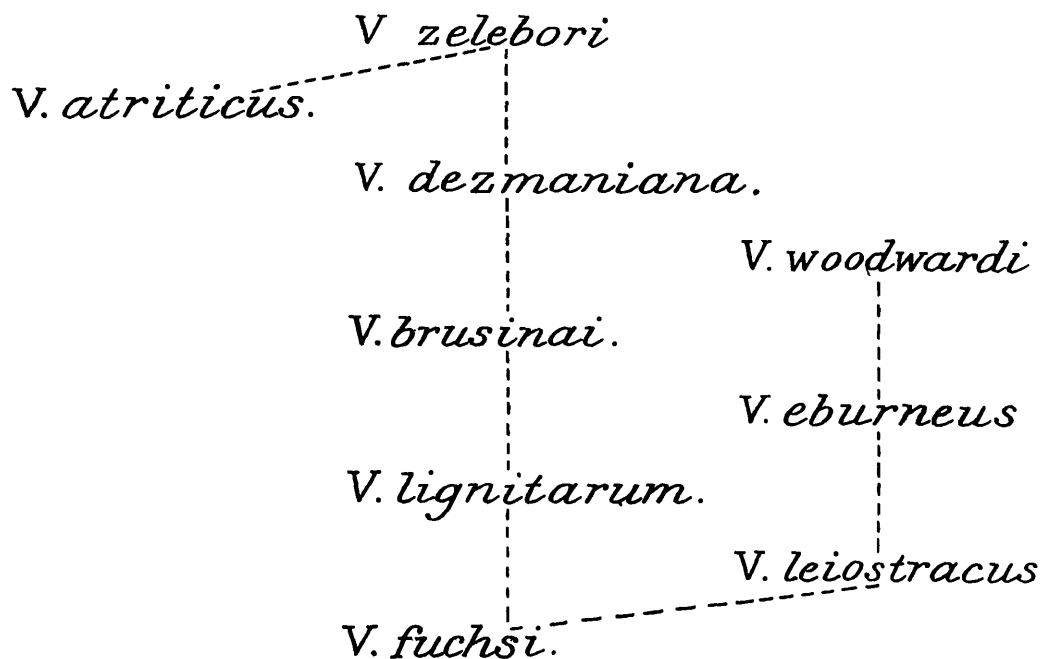 V zelebori
V. atriticus.
V. dezmaniana.
V. woodwardi
V. brusinai.
V. eburneus
V. lignitarum.
V. leiostracus
V. fuchsi.